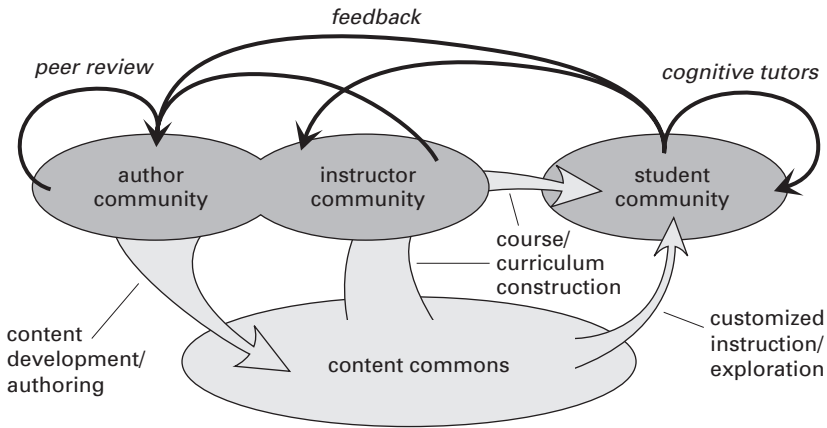 feedback
peer review
cognitive tutors
author
community
instructor
community
student
community
course/
curriculum
construction
content
development/
authoring
content commons
customized
instruction/
exploration